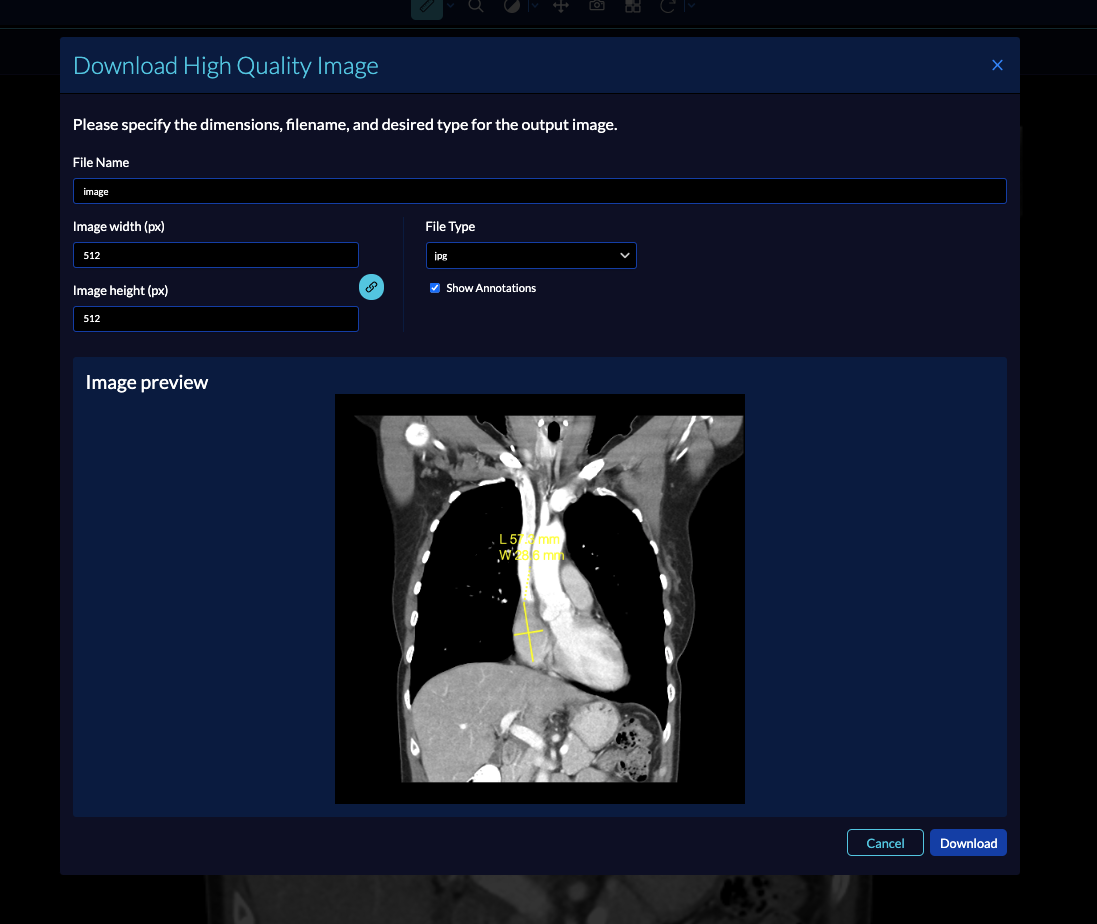 Download High Quality Image
Please specify the dimensions, filename, and desired type for the output image.
File Name
image
Image width (px)
512
File Type
jpg
Image height (px)
512
Show Annotations
Image preview
L 57.2 mm
W 28.8 mm
Cancel
Download